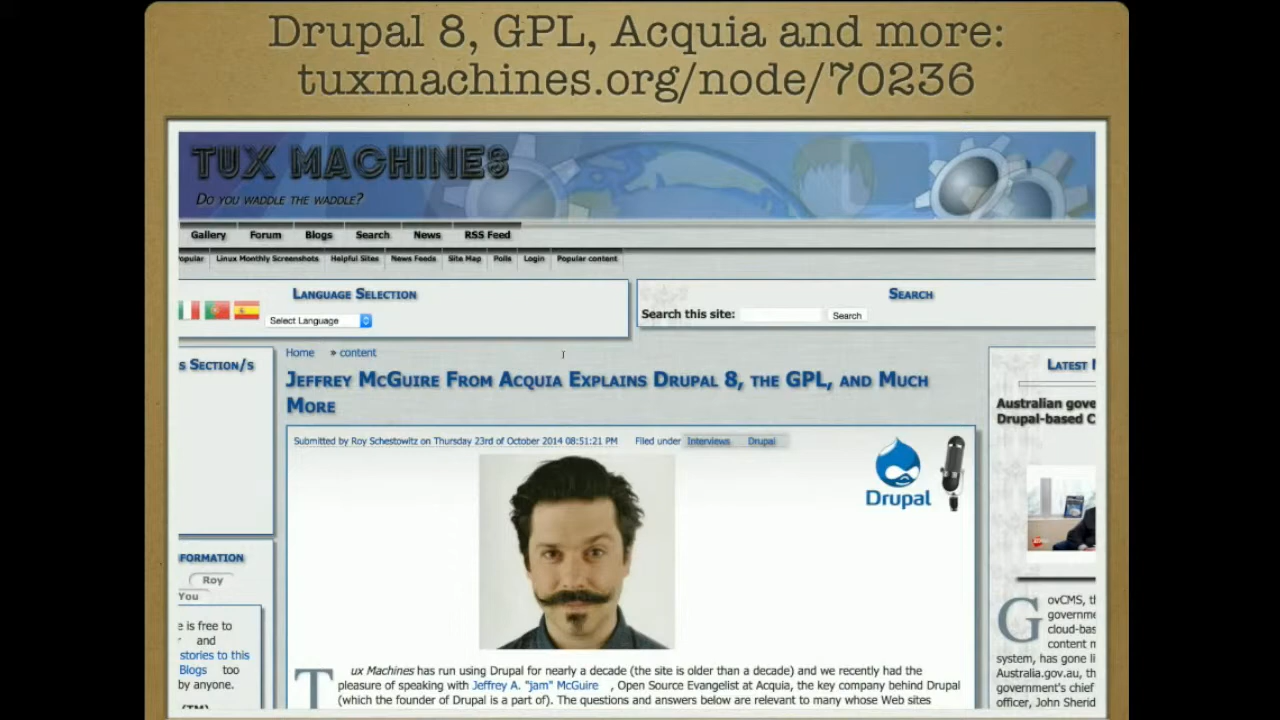 Drupal 8, GPL, Acquia and more:
tuxmachines.org/node/70236
TUX MACHINES
DO YOU WADDLE THE WADDLE?
Gallery Forum Blogs Search News RSS Feed
opular Linux Monthly Screenshots Helpful Sites News Feeds Site Map Polls Login Popular content
LANGUAGE SELECTION
Select Language
SEARCH
Search this site: Search
S SECTION/S
Home » content
JEFFREY MCGUIRE FROM ACQUIA EXPLAINS DRUPAL 8, THE GPL, AND MUCH
MORE
Submitted by Roy Schestowitz on Thursday 23rd of October 2014 08:51:21 PM Filed under Interviews Drupal
Drupal
Tux Machines has run using Drupal for nearly a decade (the site is older than a decade) and we recently had the
pleasure of speaking with Jeffrey A. "jam" McGuire , Open Source Evangelist at Acquia, the key company behind Drupal
(which the founder of Drupal is a part of). The questions and answers below are relevant to many whose Web sites
FORMATION
Roy
You
e is free to
and
stories to this
Blogs too
by anyone.
(TM)
LATEST
Australian gove
Drupal-based C
GovCMS, th
governme
cloud-bas
content m
system, has gone li
Australia.gov.au, th
government's chief
officer, John Sherid